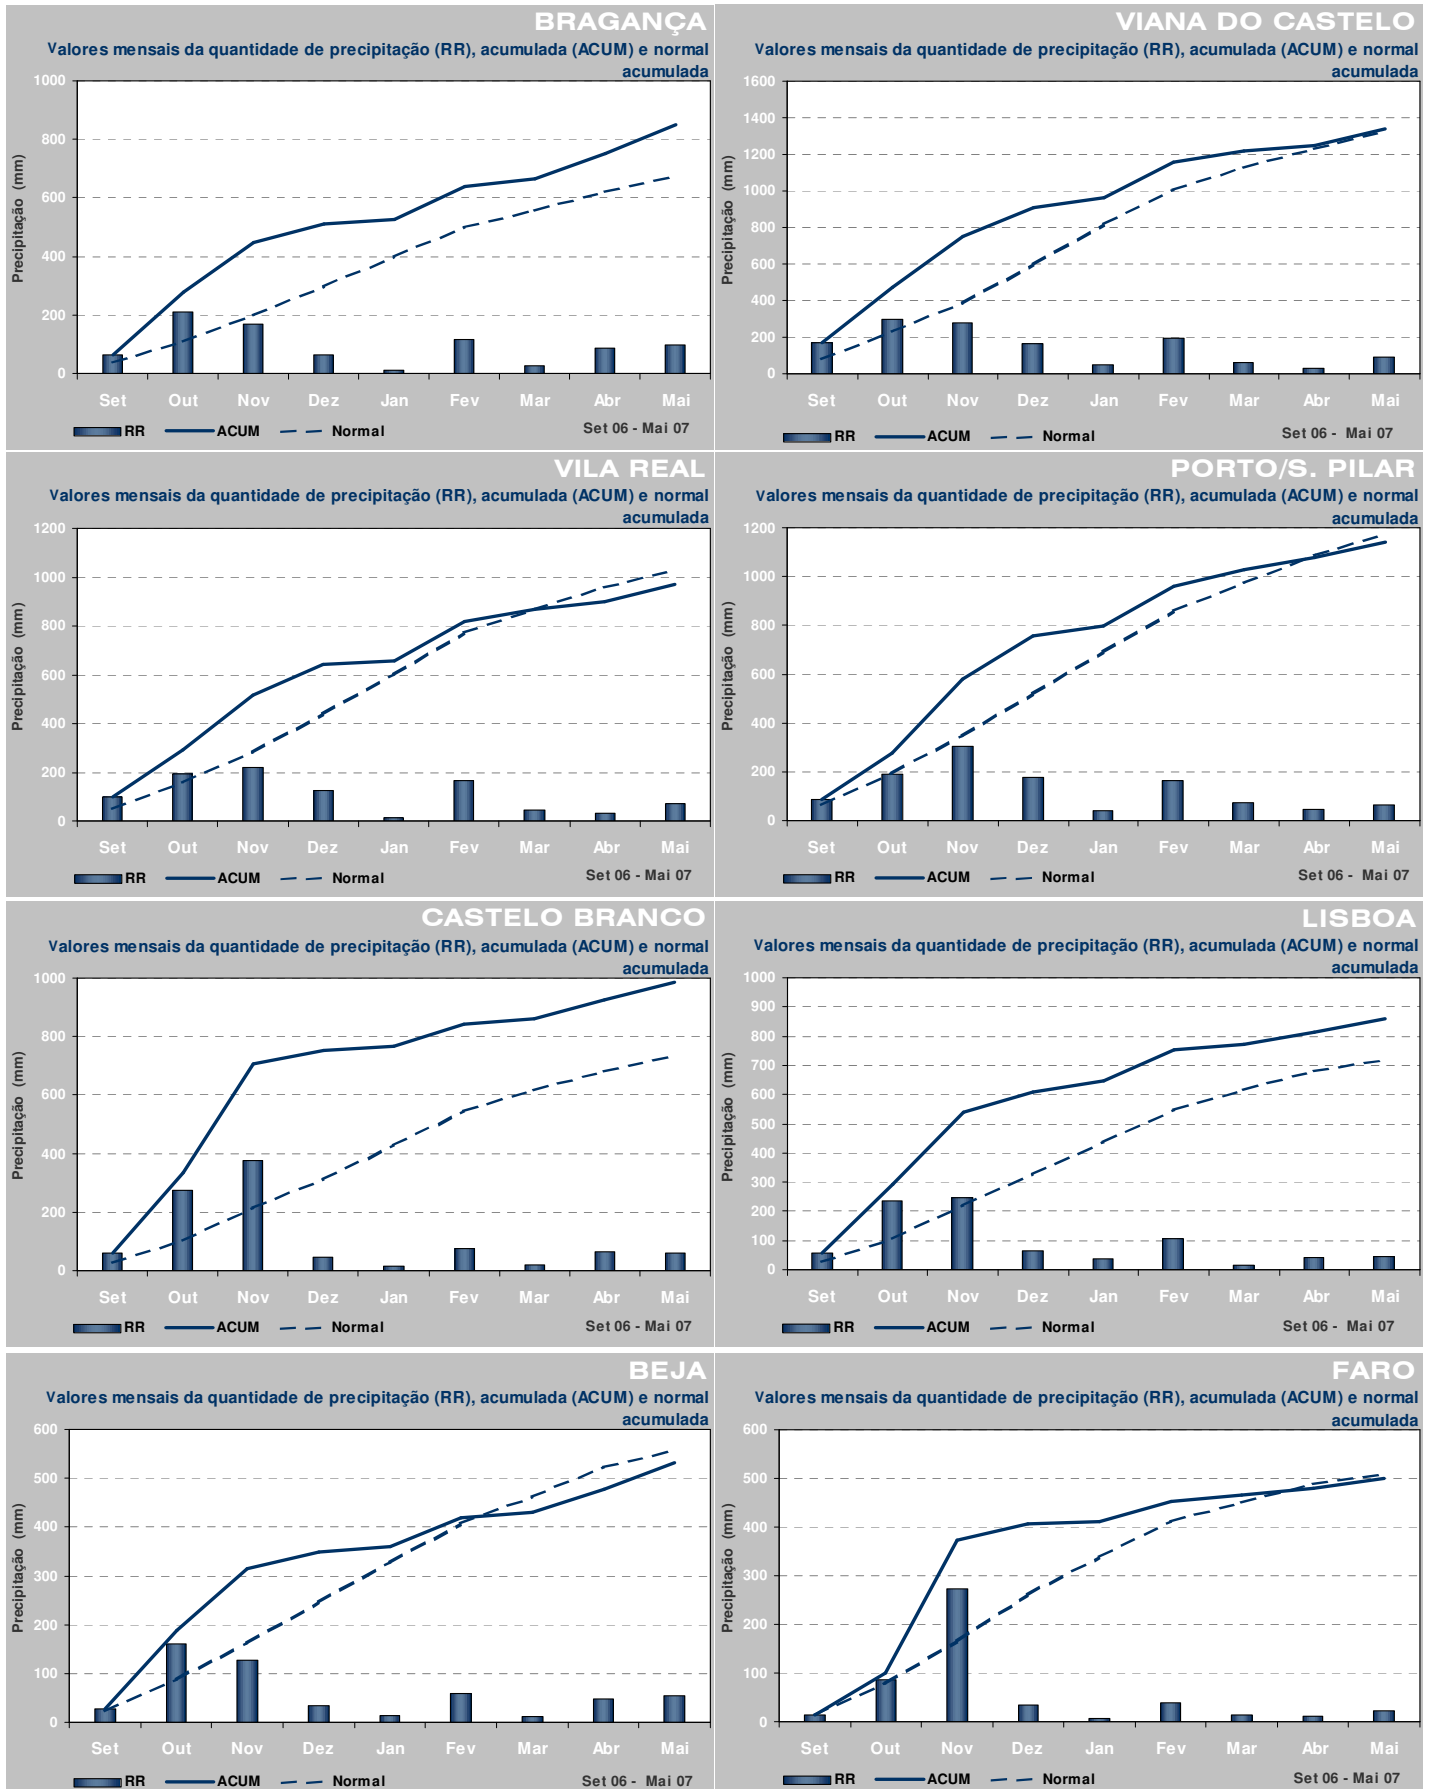 BRAGANÇA
Valores mensais da quantidade de precipitação (RR), acumulada (ACUM) e normal
acumulada
1000
800
600
400
200
0
Precipitação (mm)
Set Out Nov Dez Jan Fev Mar Abr Mai
RR ACUM Normal Set 06 - Mai 07
VIANA DO CASTELO
Valores mensais da quantidade de precipitação (RR), acumulada (ACUM) e normal
acumulada
1600
1400
1200
1000
800
600
400
200
0
Precipitação (mm)
Set Out Nov Dez Jan Fev Mar Abr Mai
RR ACUM Normal Set 06 - Mai 07
VILA REAL
Valores mensais da quantidade de precipitação (RR), acumulada (ACUM) e normal
acumulada
1200
1000
800
600
400
200
0
Precipitação (mm)
Set Out Nov Dez Jan Fev Mar Abr Mai
RR ACUM Normal Set 06 - Mai 07
PORTO/S. PILAR
Valores mensais da quantidade de precipitação (RR), acumulada (ACUM) e normal
acumulada
1200
1000
800
600
400
200
0
Precipitação (mm)
Set Out Nov Dez Jan Fev Mar Abr Mai
RR ACUM Normal Set 06 - Mai 07
CASTELO BRANCO
Valores mensais da quantidade de precipitação (RR), acumulada (ACUM) e normal
acumulada
1000
800
600
400
200
0
Precipitação (mm)
Set Out Nov Dez Jan Fev Mar Abr Mai
RR ACUM Normal Set 06 - Mai 07
LISBOA
Valores mensais da quantidade de precipitação (RR), acumulada (ACUM) e normal
acumulada
1000
900
800
700
600
500
400
300
200
100
0
Precipitação (mm)
Set Out Nov Dez Jan Fev Mar Abr Mai
RR ACUM Normal Set 06 - Mai 07
BEJA
Valores mensais da quantidade de precipitação (RR), acumulada (ACUM) e normal
acumulada
600
500
400
300
200
100
0
Precipitação (mm)
Set Out Nov Dez Jan Fev Mar Abr Mai
RR ACUM Normal Set 06 - Mai 07
FARO
Valores mensais da quantidade de precipitação (RR), acumulada (ACUM) e normal
acumulada
600
500
400
300
200
100
0
Precipitação (mm)
Set Out Nov Dez Jan Fev Mar Abr Mai
RR ACUM Normal Set 06 - Mai 07